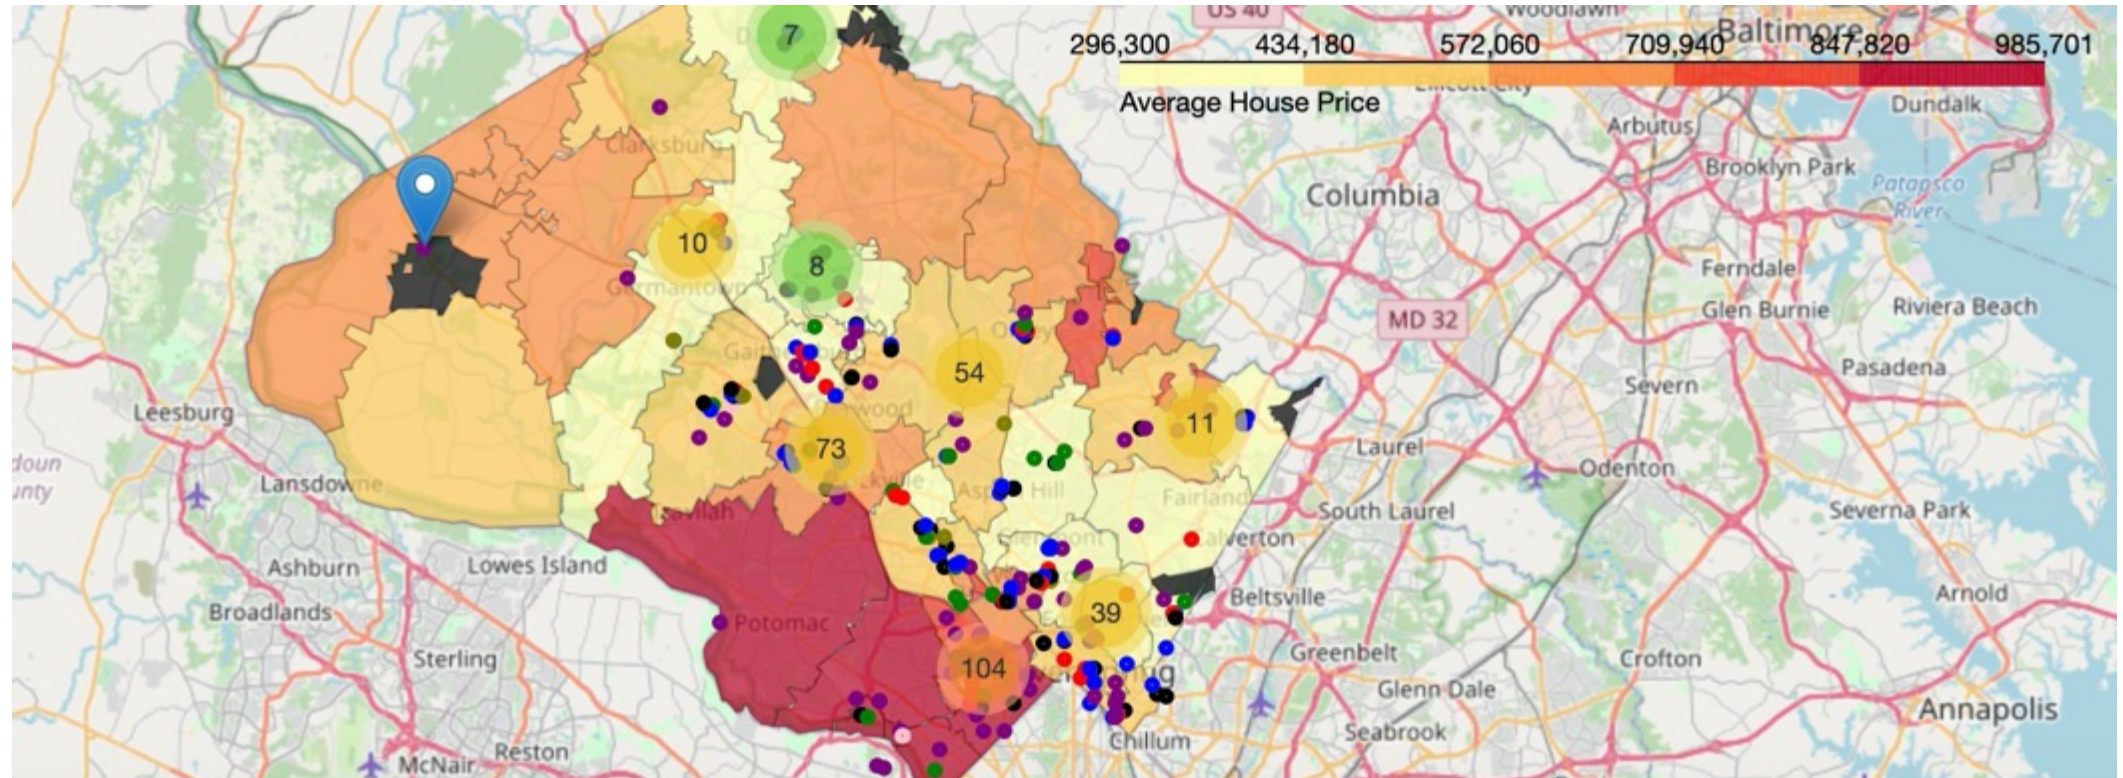 US 40
Woodlawn
Baltimore
296,300 434,180 572,060 709,940 847,820 985,701
Average House Price
Ellicott City
Dundalk
Arbutus
Brooklyn Park
Patapsco
River
Columbia
7
Clarksburg
10
8
Germantown
Ferndale
Glen Burnie
Riviera Beach
MD 32
Pasadena
Severn
54
Leesburg
11
73
Laurel
Odenton
doun
unty
Lansdowne
Hill
Fairland
South Laurel
Severna Park
Ashburn
Lowes Island
Beltsville
Arnold
Broadlands
39
Potomac
104
Sterling
Greenbelt
Crofton
Glenn Dale
Annapolis
Seabrook
Chillum
Reston
McNair